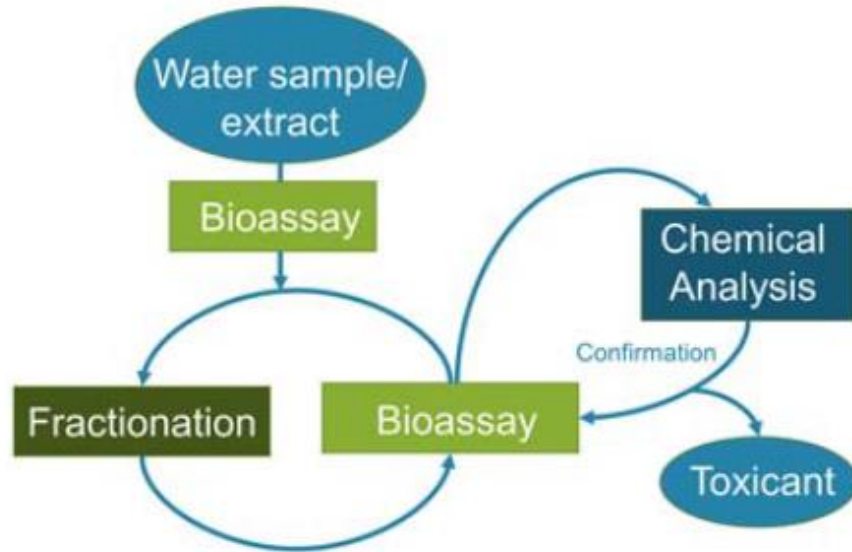 Water sample/
extract
Bioassay
Chemical
Analysis
Confirmation
Fractionation
Bioassay
Toxicant